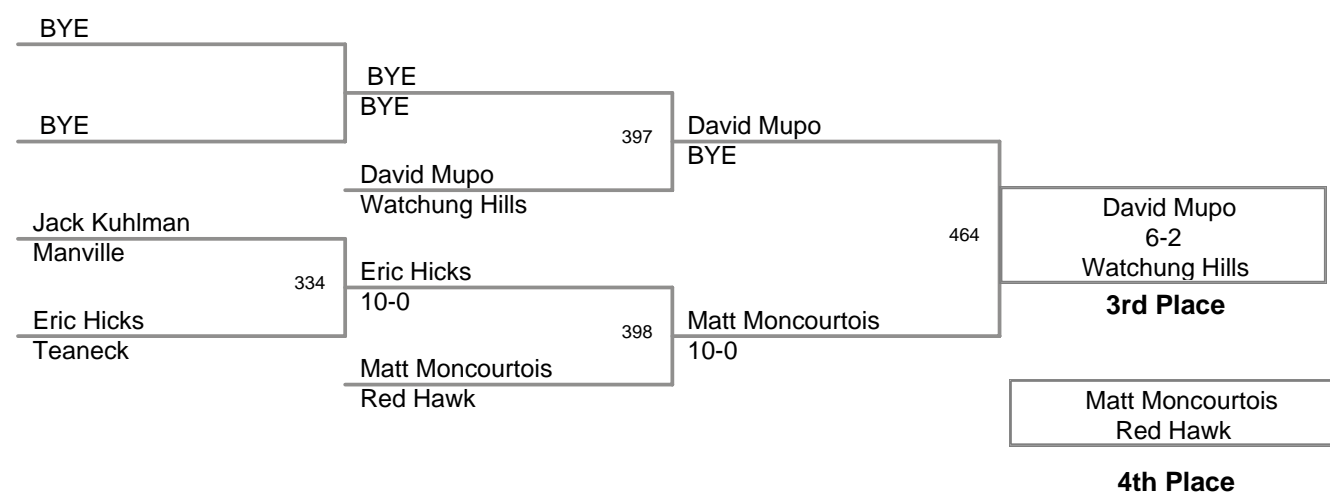 BYE
BYE
BYE
BYE
397
David Mupo
BYE
David Mupo
Watchung Hills
Jack Kuhlman
Manville
334
Eric Hicks
10-0
Eric Hicks
Teaneck
398
Matt Moncourtois
10-0
Matt Moncourtois
Red Hawk
464
David Mupo
6-2
Watchung Hills
3rd Place
Matt Moncourtois
Red Hawk
4th Place